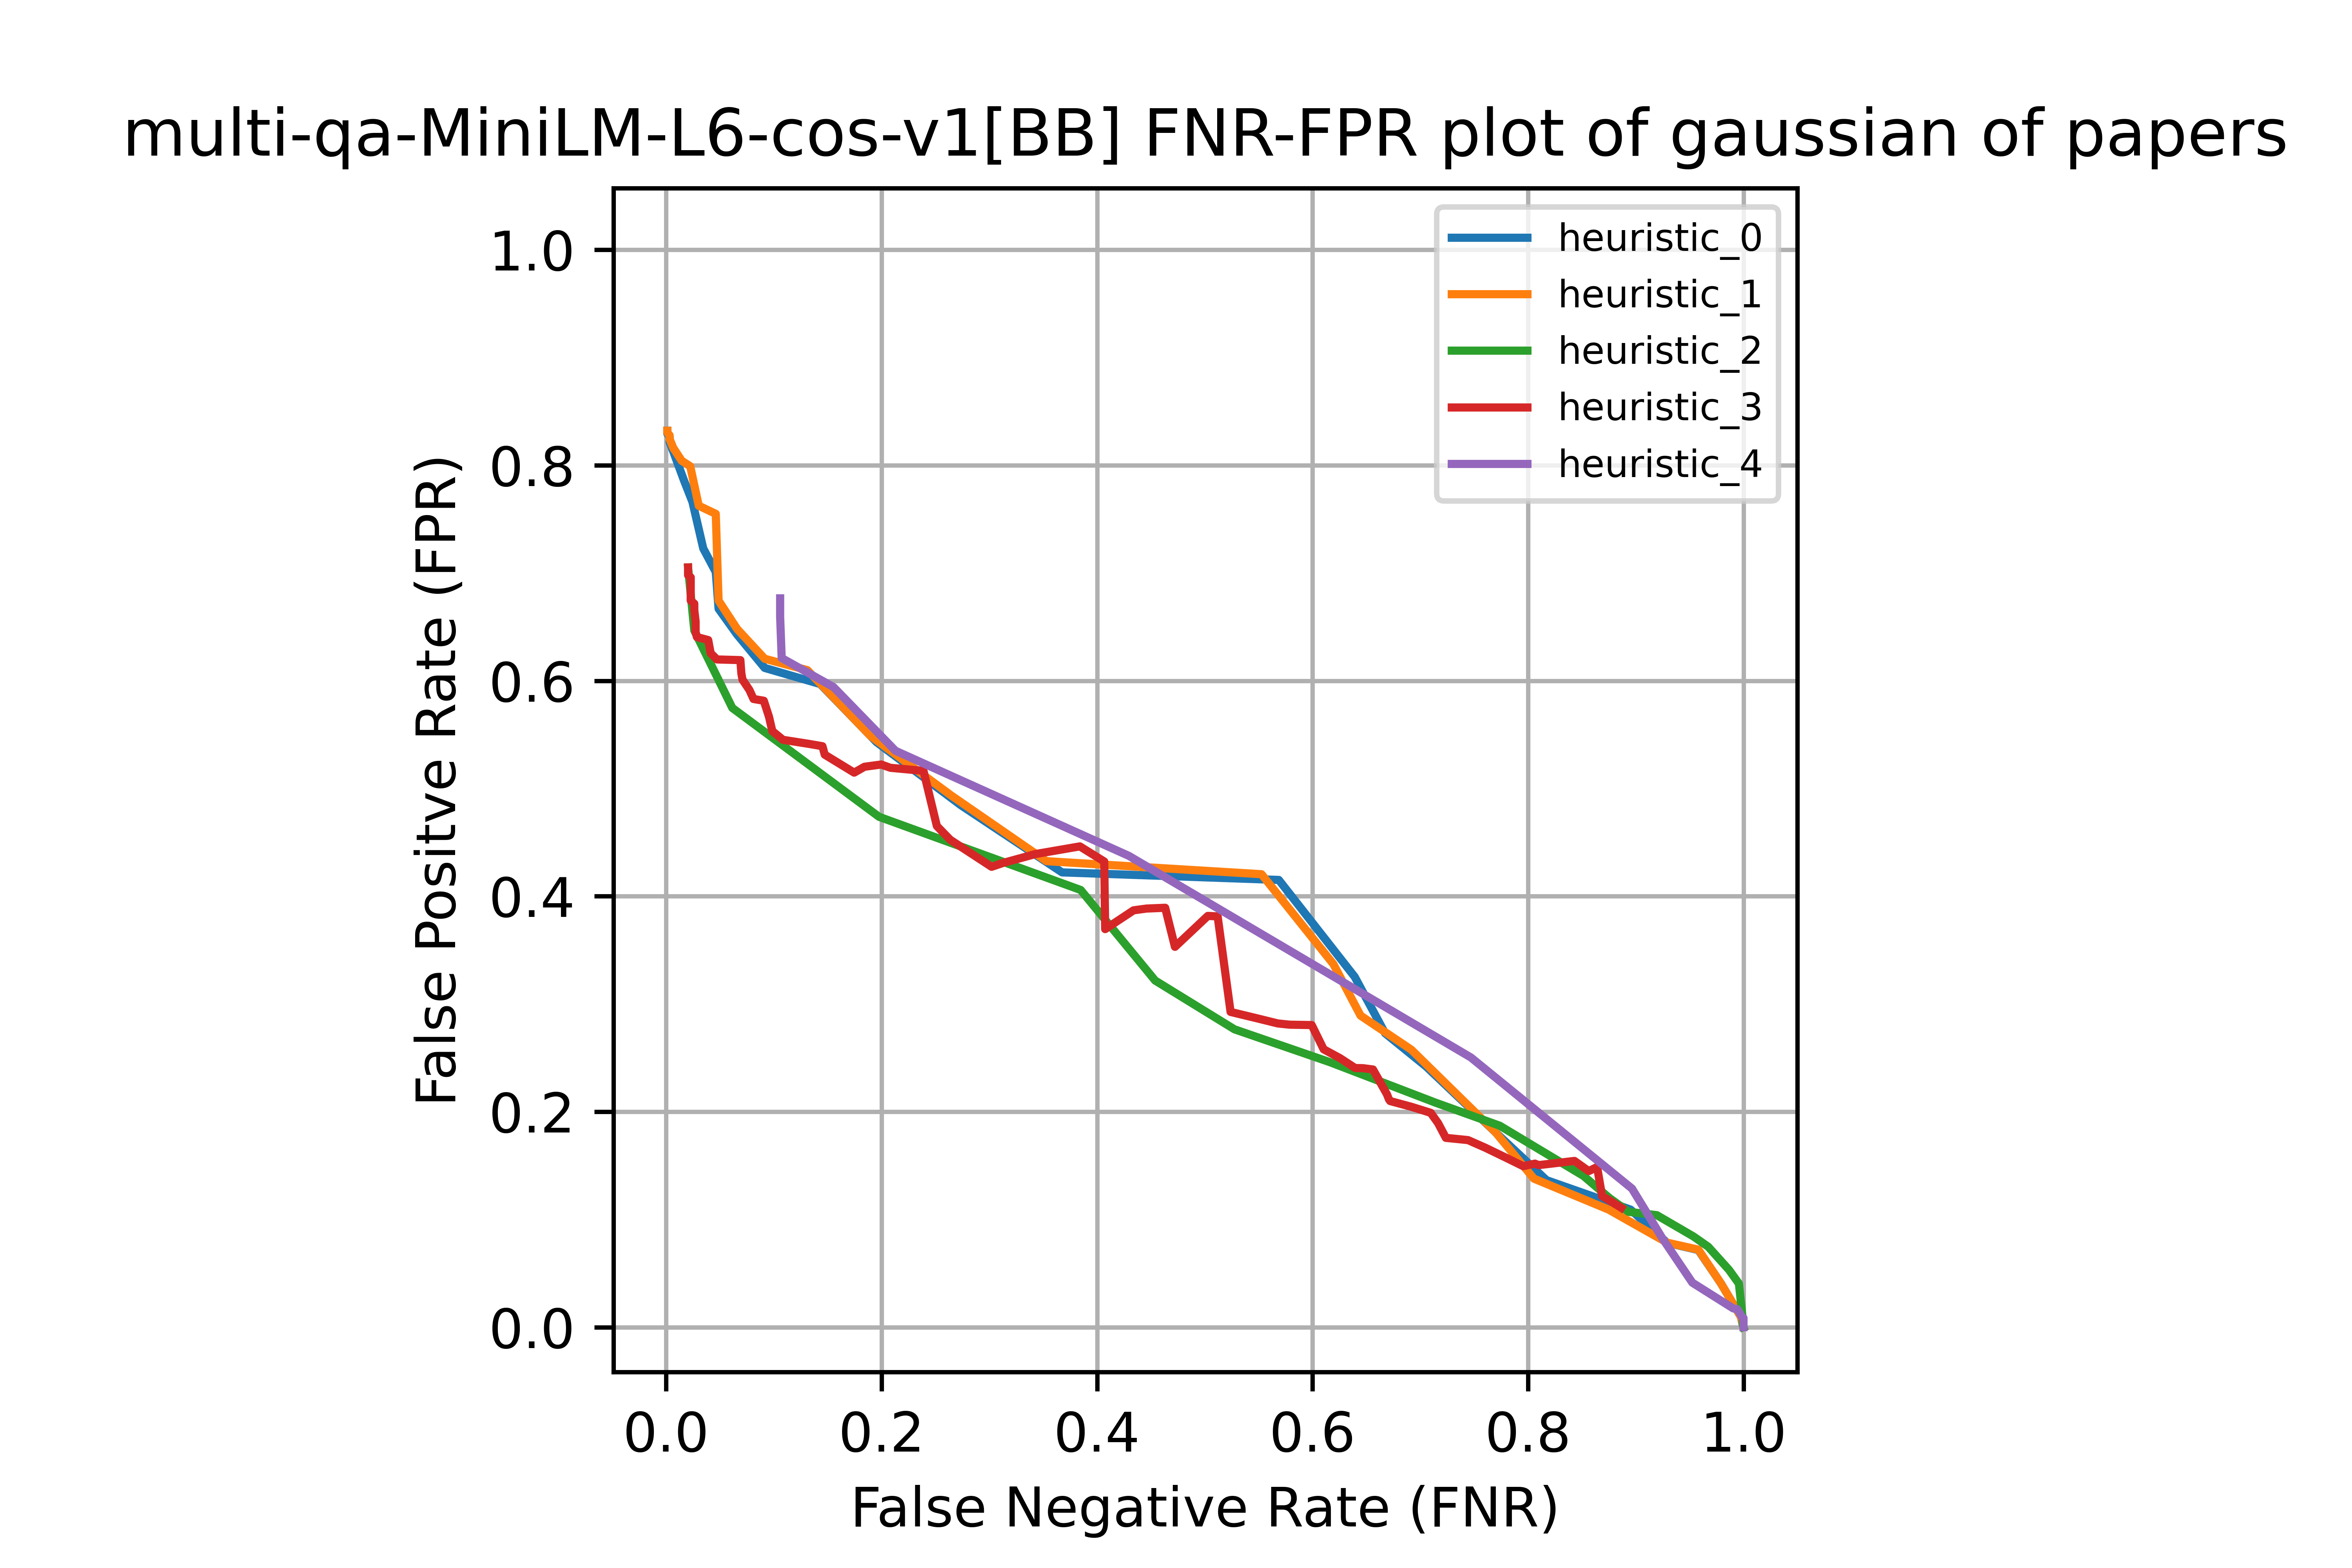 multi-qa-MiniLM-L6-cos-v1[BB] FNR-FPR plot of gaussian of papers
heuristic_0
heuristic_1
heuristic_2
heuristic_3
heuristic_4
False Positve Rate (FPR)
1.0
0.8
0.6
0.4
0.2
0.0
0.0 0.2 0.4 0.6 0.8 1.0
False Negative Rate (FNR)